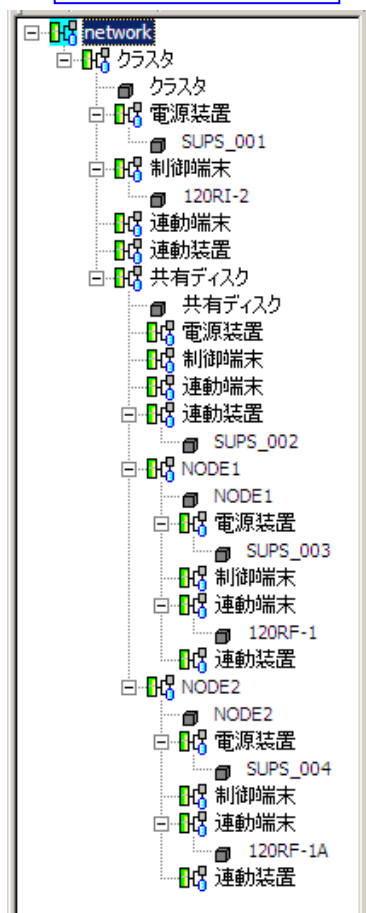 network
クラスタ
クラスタ
電源装置
SUPS_001
制御端末
120RI-2
連動端末
連動装置
共有ディスク
共有ディスク
電源装置
制御端末
連動端末
連動装置
SUPS_002
NODE1
NODE1
電源装置
SUPS_003
制御端末
連動端末
120RF-1
連動装置
NODE2
NODE2
電源装置
SUPS_004
制御端末
連動端末
120RF-1A
連動装置